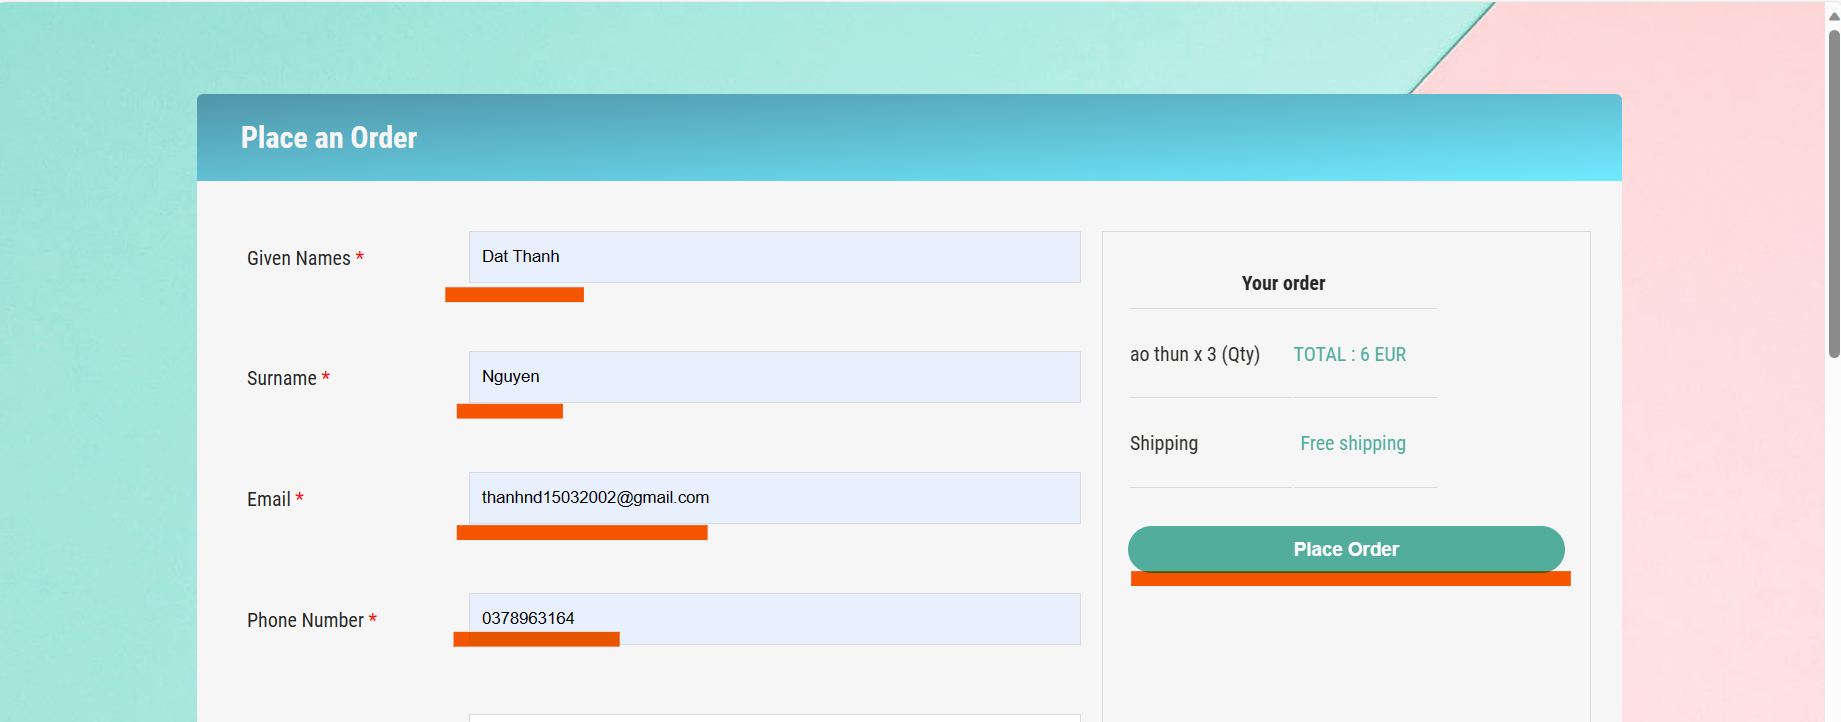 Place an Order
Given Names *
Dat Thanh
Surname *
Nguyen
Email *
thanhnd15032002@gmail.com
Phone Number *
0378963164
Your order
ao thun x 3 (Qty) TOTAL : 6 EUR
Shipping Free shipping
Place Order